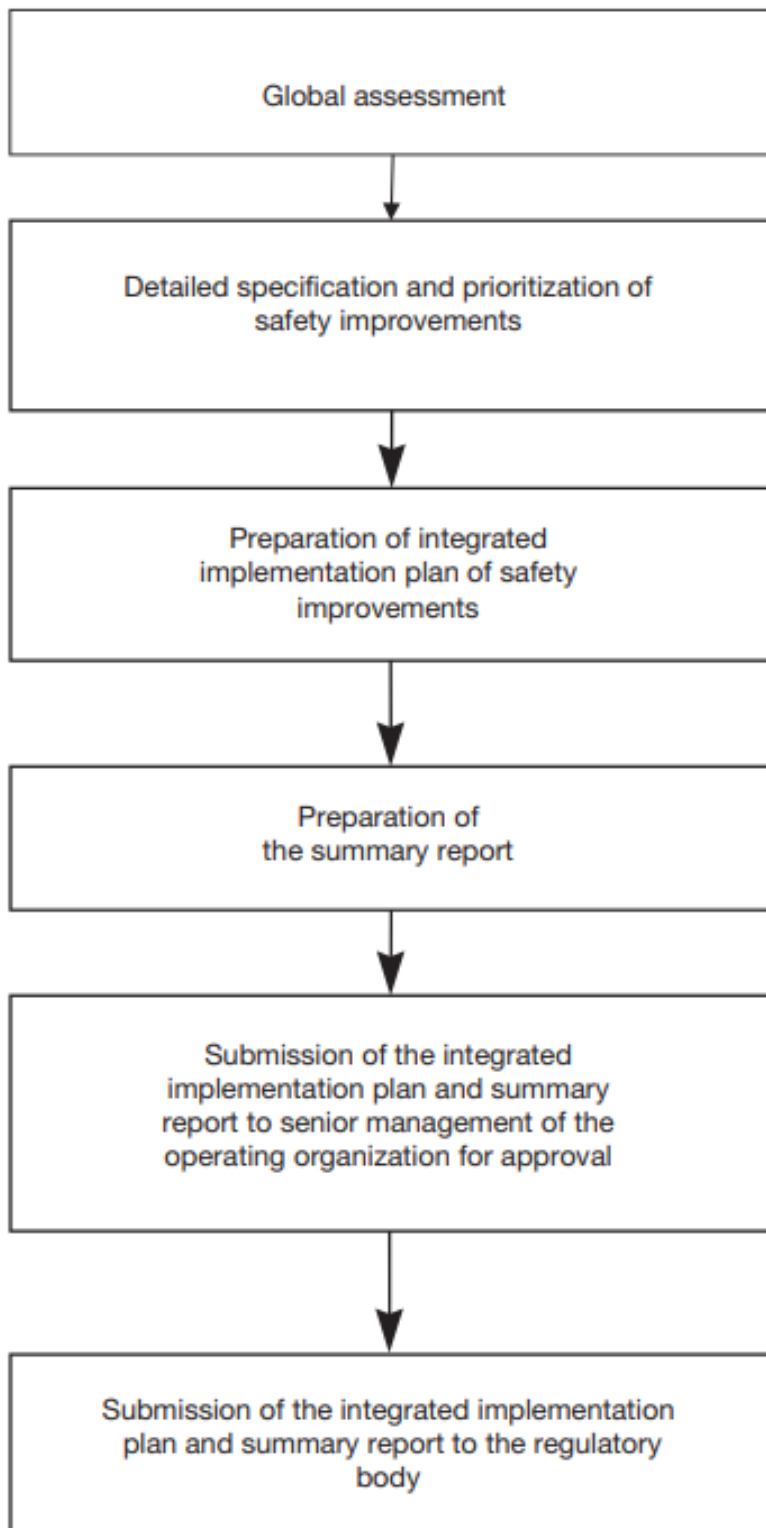 Global assessment
Detailed specification and prioritization of
safety improvements
Preparation of integrated
implementation plan of safety
improvements
Preparation of
the summary report
Submission of the integrated
implementation plan and summary
report to senior management of the
operating organization for approval
Submission of the integrated implementation
plan and summary report to the regulatory
body